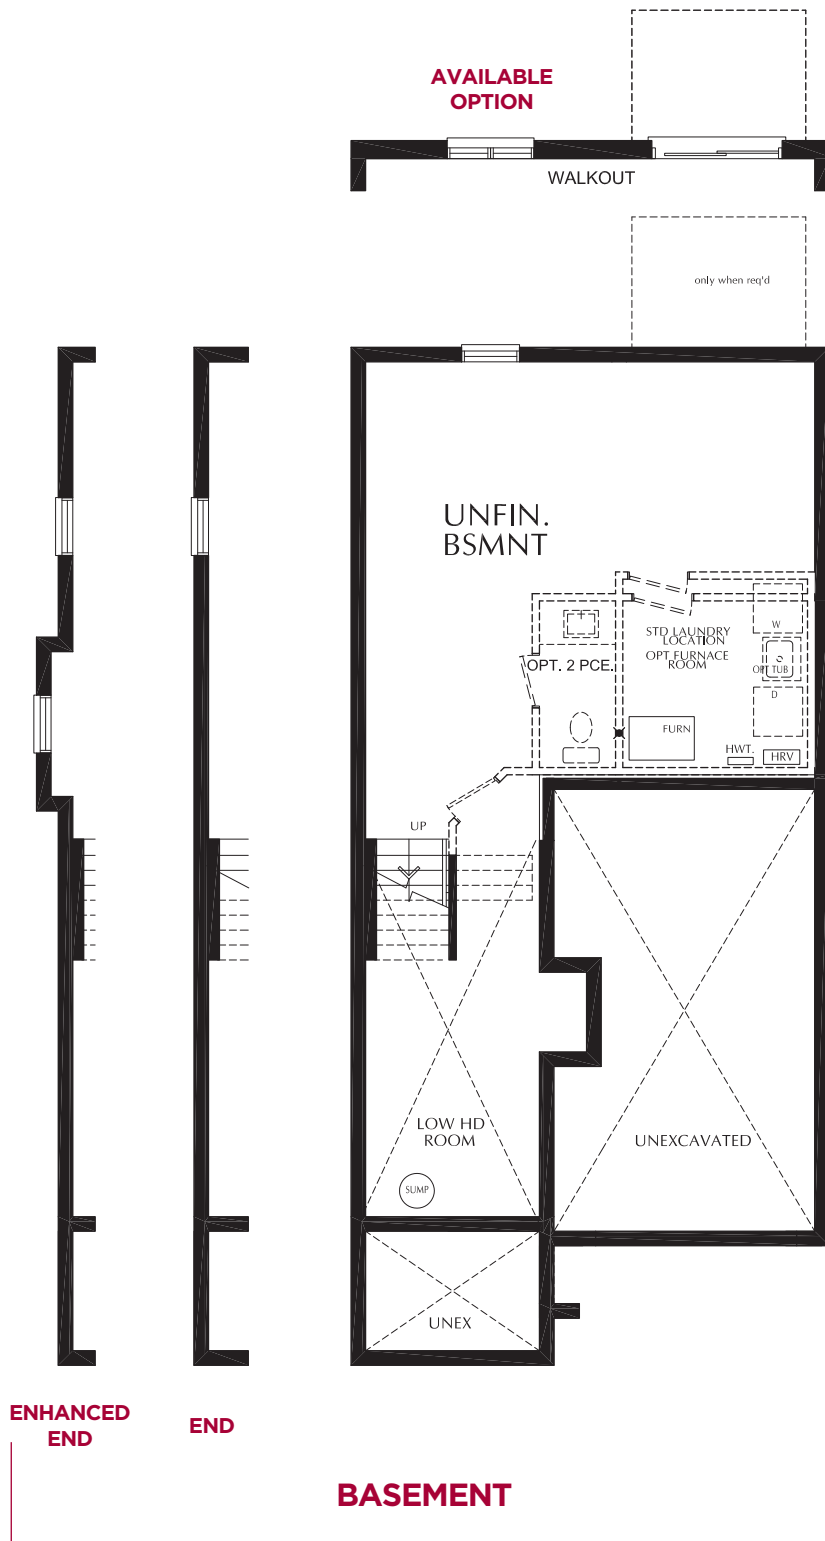 AVAILABLE
OPTION
WALKOUT
only when req'd
UNFIN.
BSMNT
STD LAUNDRY
LOCATION
OPT FURNACE
ROOM
W
OPT TUB
D
OPT. 2 PCE.
FURN
HWT.
HRV
UP
LOW HD
ROOM
SUMP
UNEXCAVATED
UNEX
ENHANCED
END
END
BASEMENT